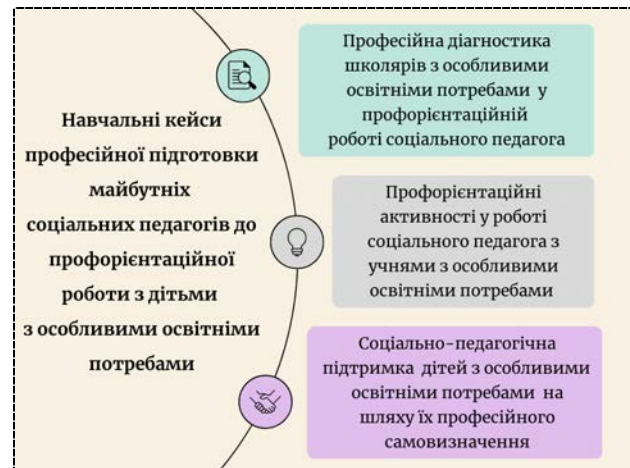 Навчальні кейси
професійної підготовки
майбутніх
соціальних педагогів до
профорієнтаційної
роботи з дітьми
з особливими освітніми
потребами
Професійна діагностика
школярів з особливими
освітніми потребами у
профорієнтаційній
роботі соціального педагога
Профорієнтаційні
активності у роботі
соціального педагога з
учнями з особливими
освітніми потребами
Соціально-педагогічна
підтримка дітей з особливими
освітніми потребами на
шляху їх професійного
самовизначення